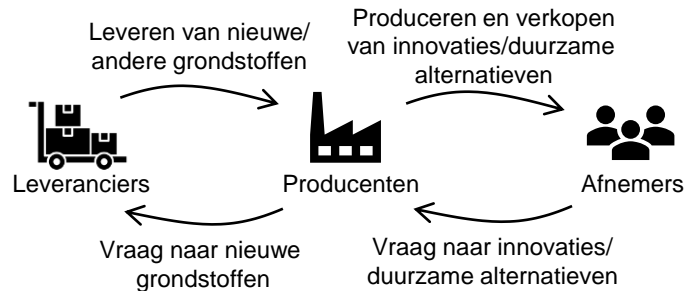 Leveren van nieuwe/
andere grondstoffen
Produceren en verkopen
van innovaties/duurzame
alternatieven
Leveranciers
Producenten
Afnemers
Vraag naar nieuwe
grondstoffen
Vraag naar innovaties/
duurzame alternatieven